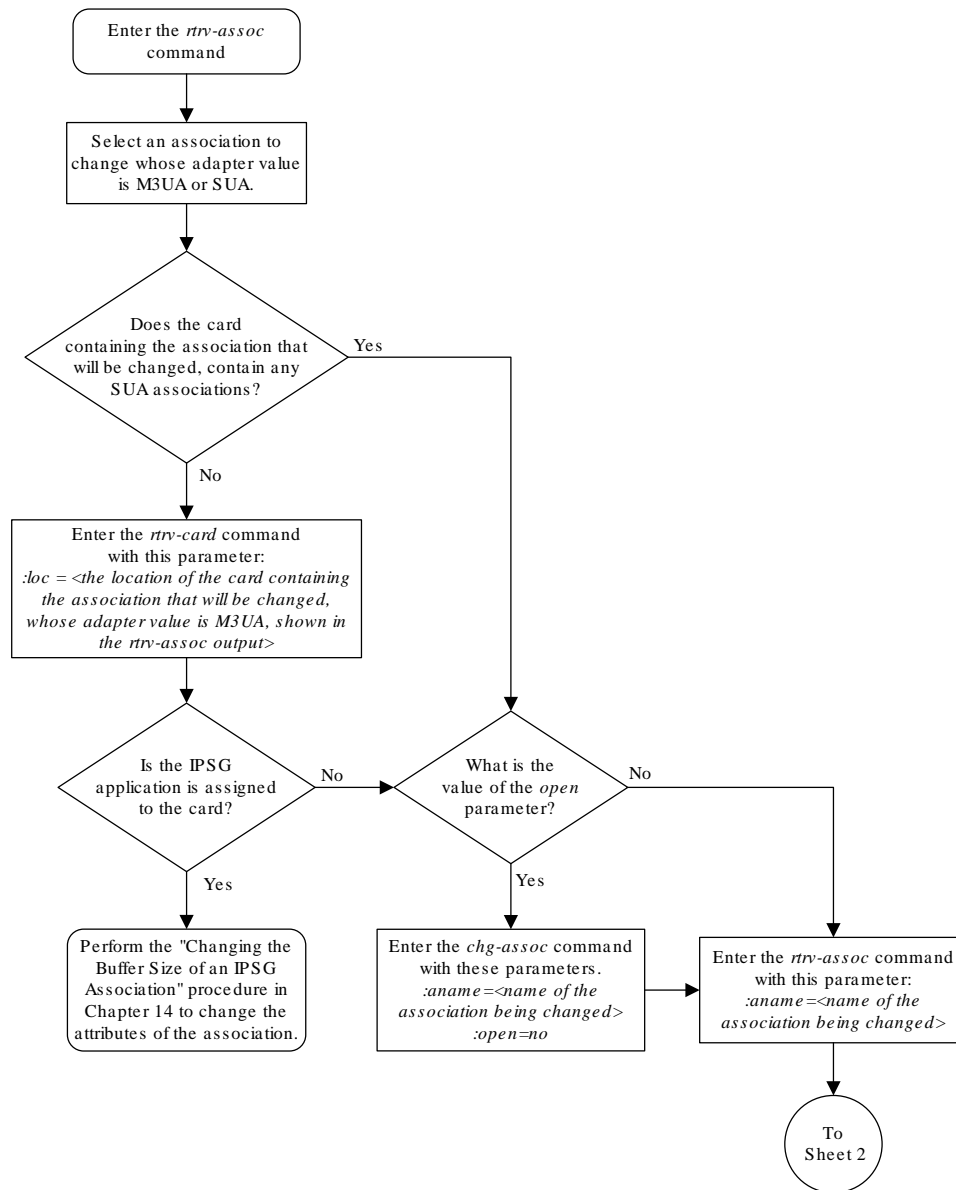 Enter the rtrv-assoc
command
Select an association to
change whose adapter value
is M3UA or SUA.
Does the card
containing the association that
will be changed, contain any
SUA associations?
Yes
No
Enter the rtrv-card command
with this parameter:
:loc = <the location of the card containing
the association that will be changed,
whose adapter value is M3UA, shown in
the rtrv-assoc output>
Is the IPSG
application is assigned
to the card?
No
Yes
What is the
value of the open
parameter?
No
Yes
Perform the "Changing the
Buffer Size of an IPSG
Association" procedure in
Chapter 14 to change the
attributes of the association.
Enter the chg-assoc command
with these parameters.
:aname=<name of the
association being changed>
:open=no
Enter the rtrv-assoc command
with this parameter:
:aname=<name of the
association being changed>
To
Sheet 2